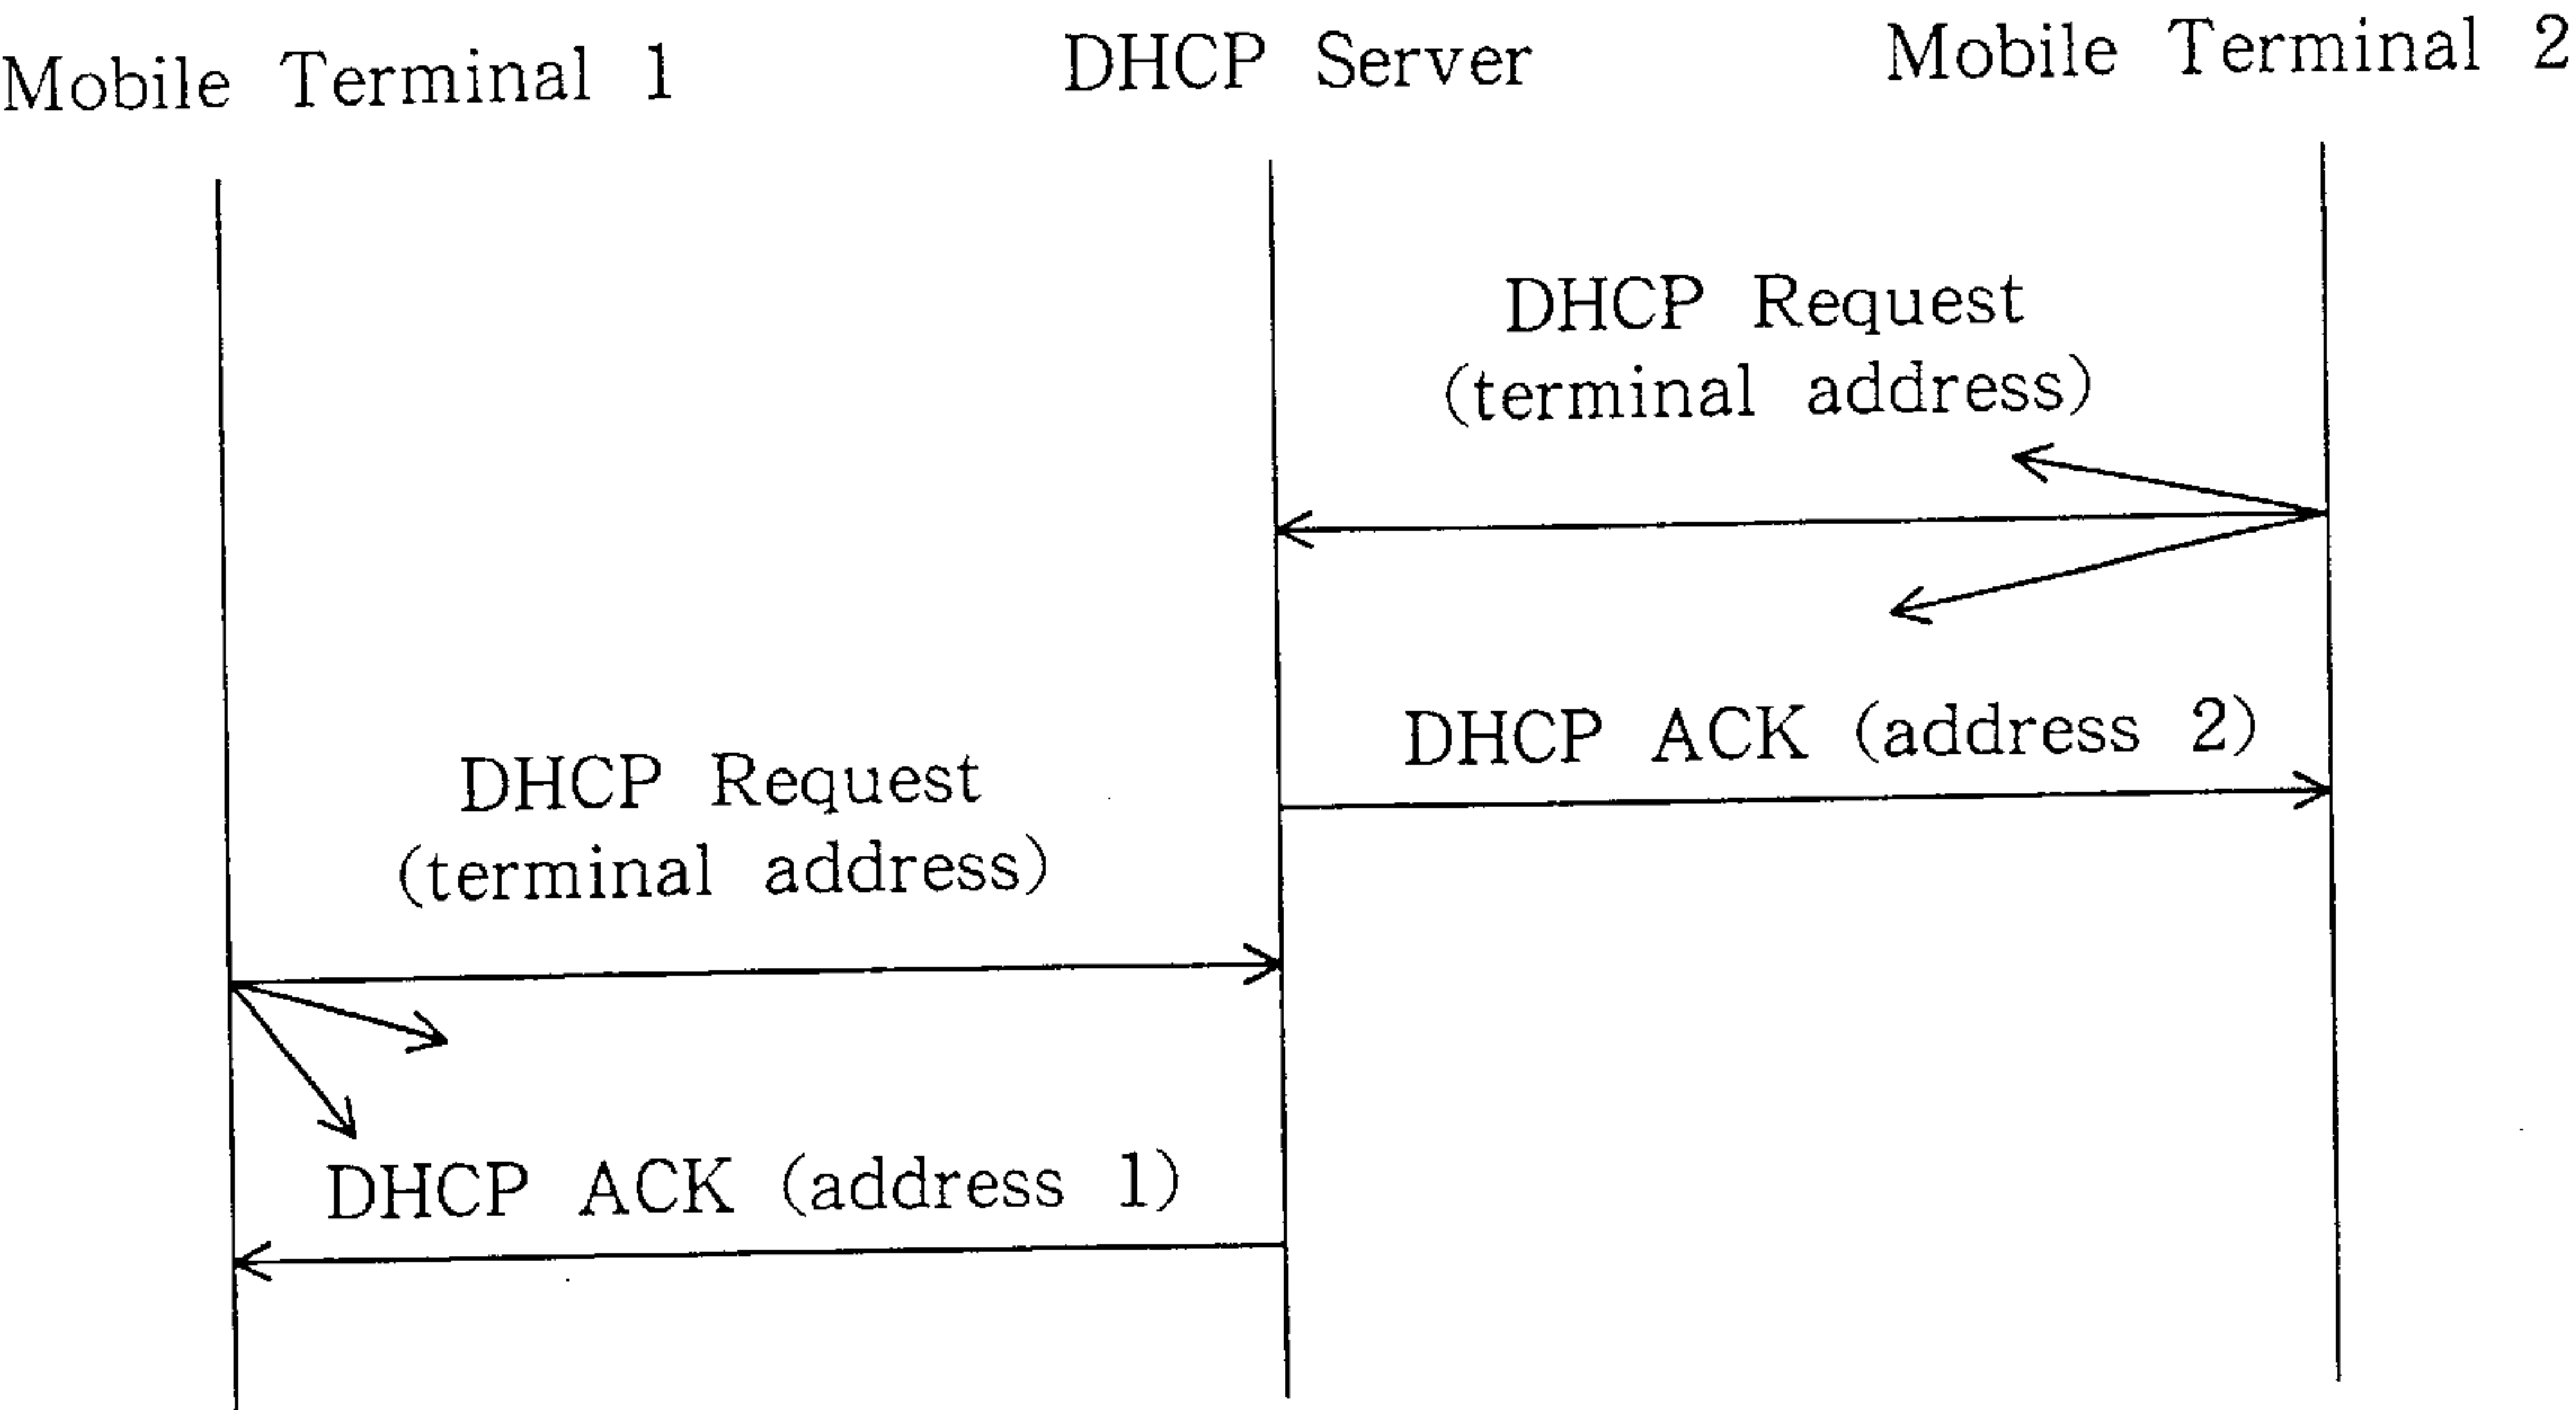 Mobile Terminal 1
DHCP Server
Mobile Terminal 2
DHCP Request
(terminal address)
DHCP ACK (address 2)
DHCP Request
(terminal address)
DHCP ACK (address 1)